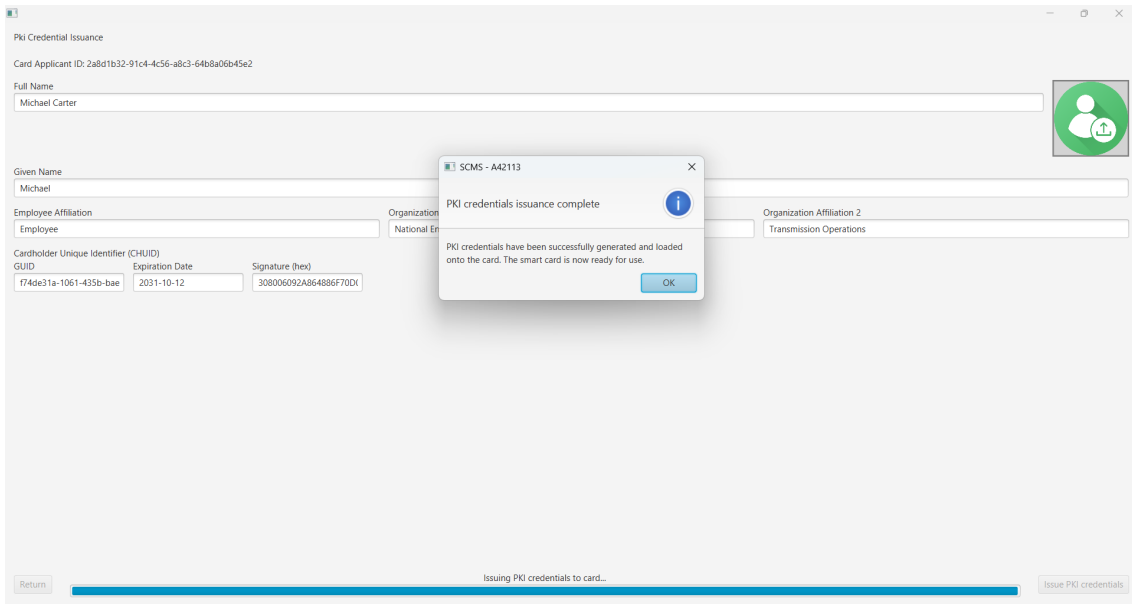 Pki Credential Issuance
Card Applicant ID: 2a8d1b32-91c4-4c56-a8c3-64b8a06b45e2
Full Name
Michael Carter
Given Name
Michael
Employee Affiliation
Organization
Organization Affiliation 2
Employee
National En
Transmission Operations
Cardholder Unique Identifier (CHUID)
GUID
Expiration Date
Signature (hex)
f74de31a-1061-435b-bae
2031-10-12
308006092A864886F70D(
SCMS - A42113
PKI credentials issuance complete
PKI credentials have been successfully generated and loaded
onto the card. The smart card is now ready for use.
OK
Issuing PKI credentials to card...
Return
Issue PKI credentials